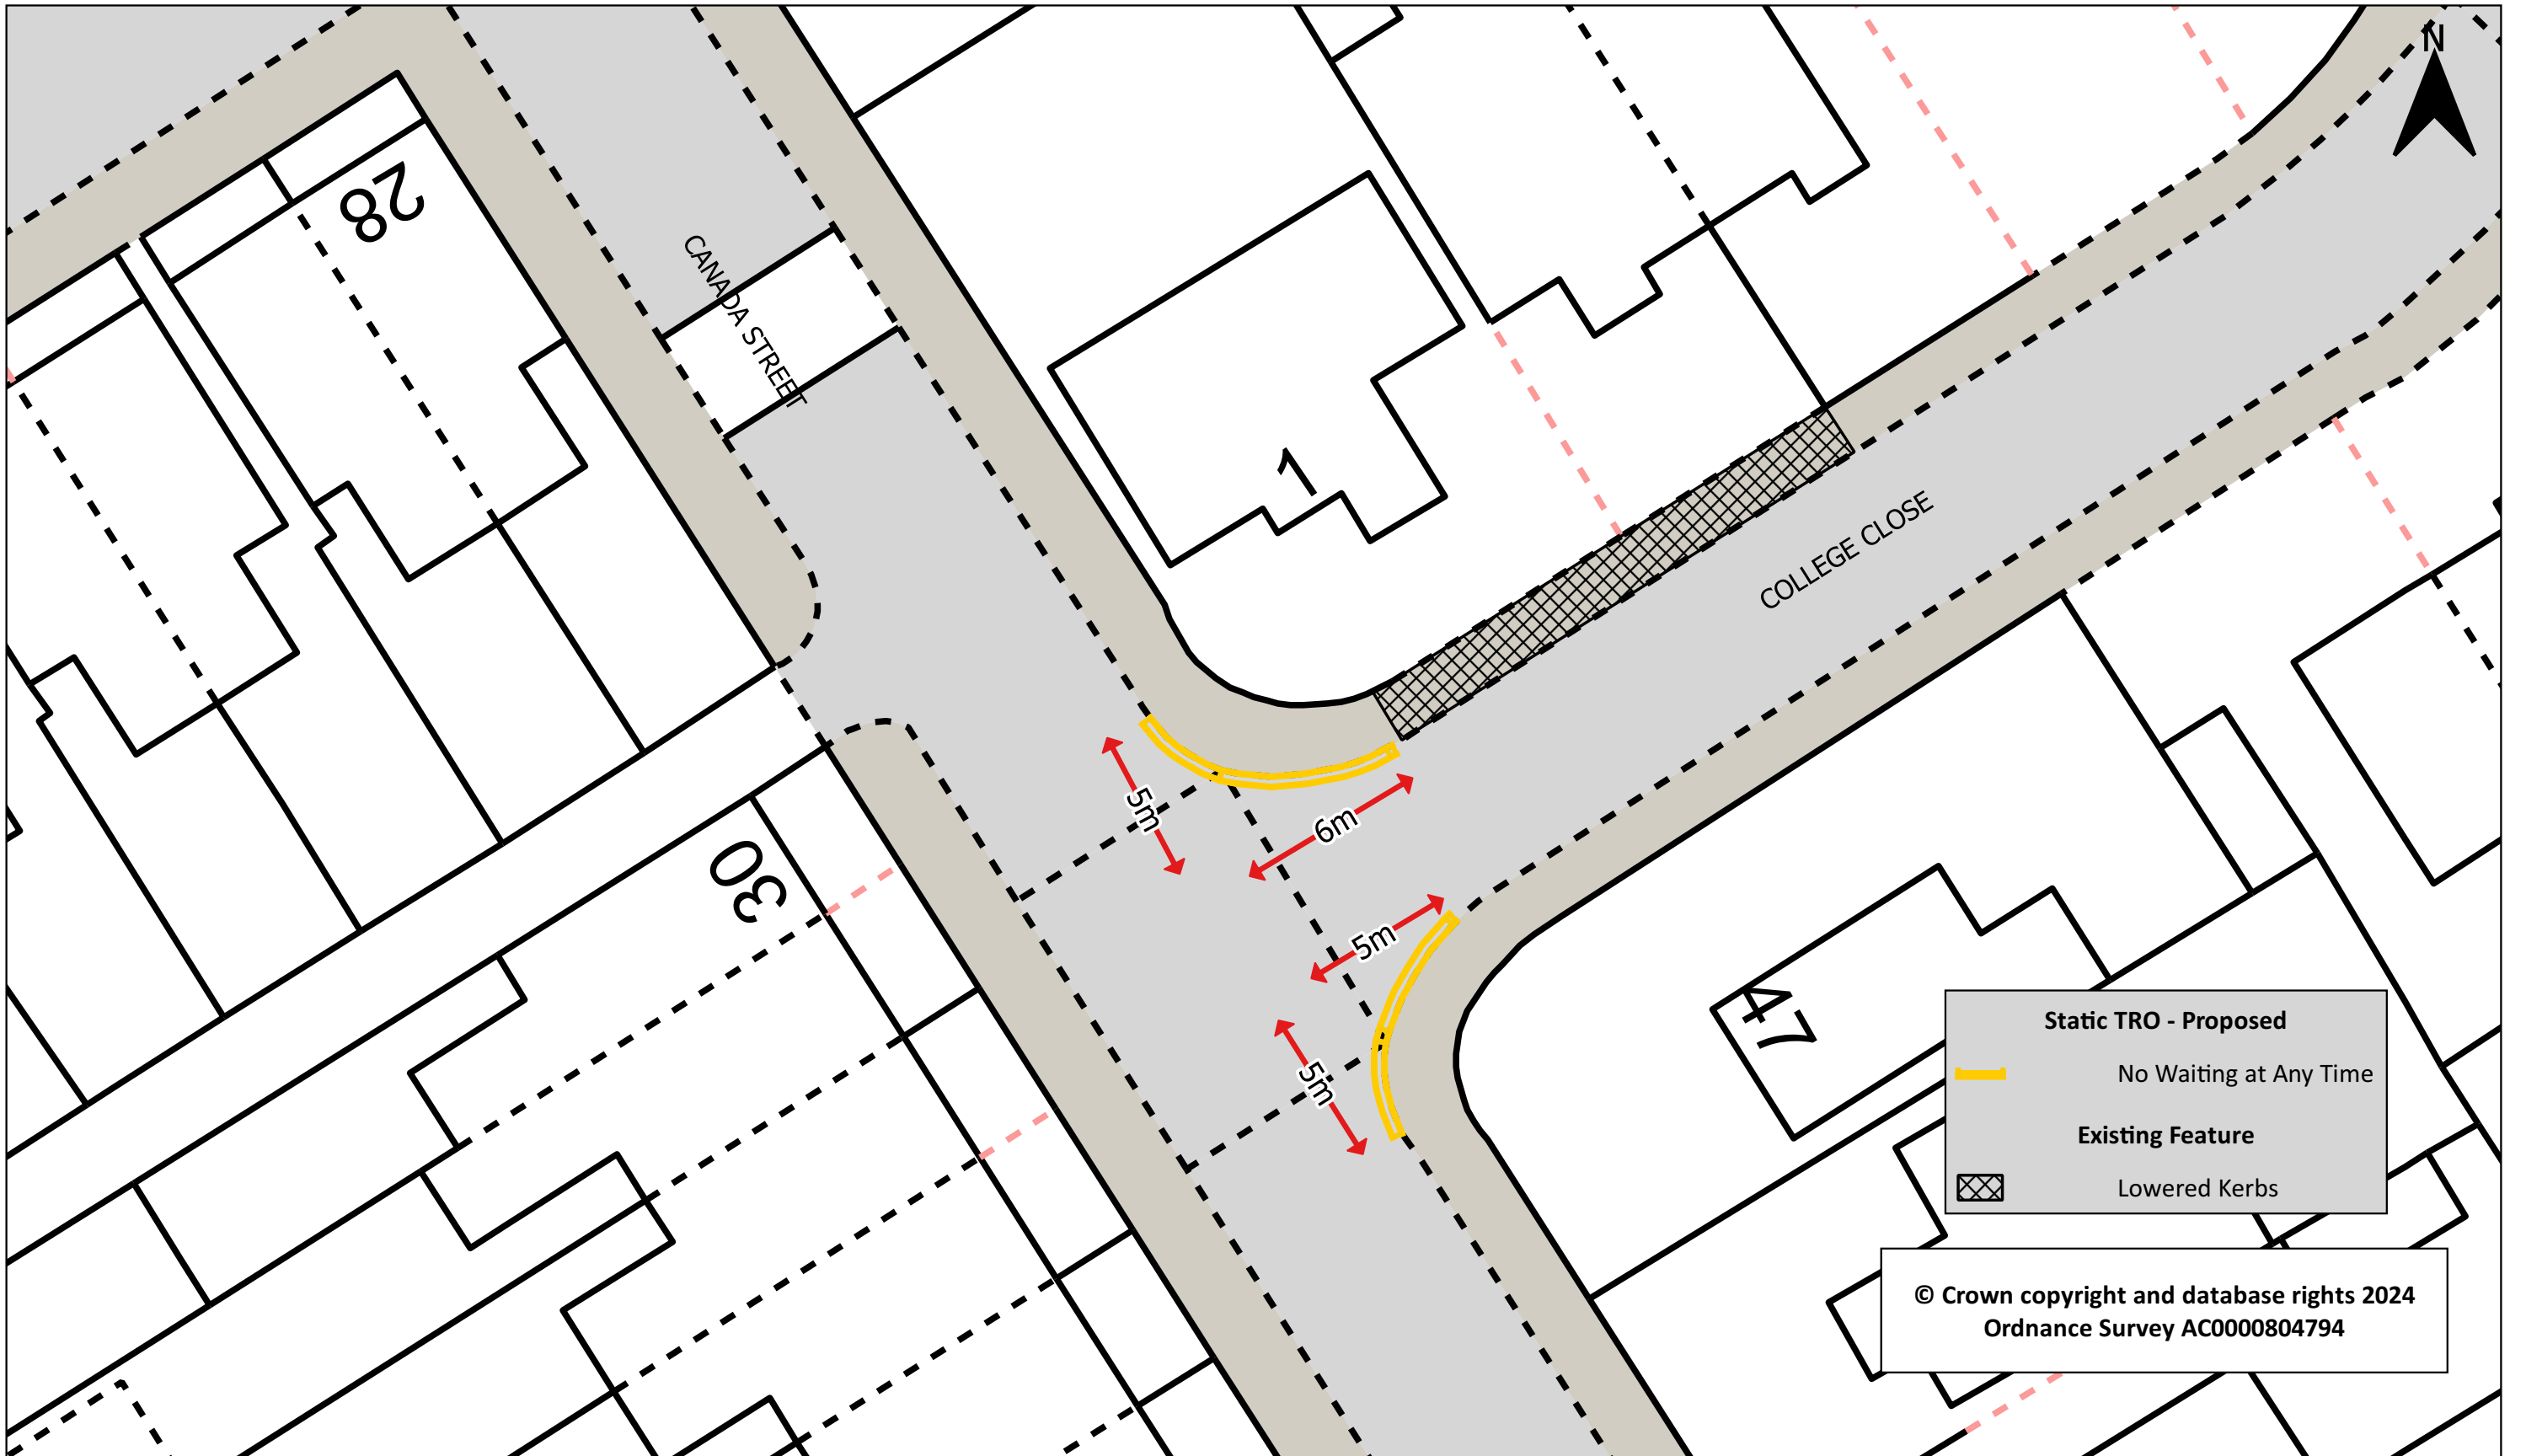 N
28
CANADA STREET
1
COLLEGE CLOSE
5m
6m
30
5m
5m
47
Static TRO - Proposed
No Waiting at Any Time
Existing Feature
Lowered Kerbs
© Crown copyright and database rights 2024
Ordnance Survey AC0000804794